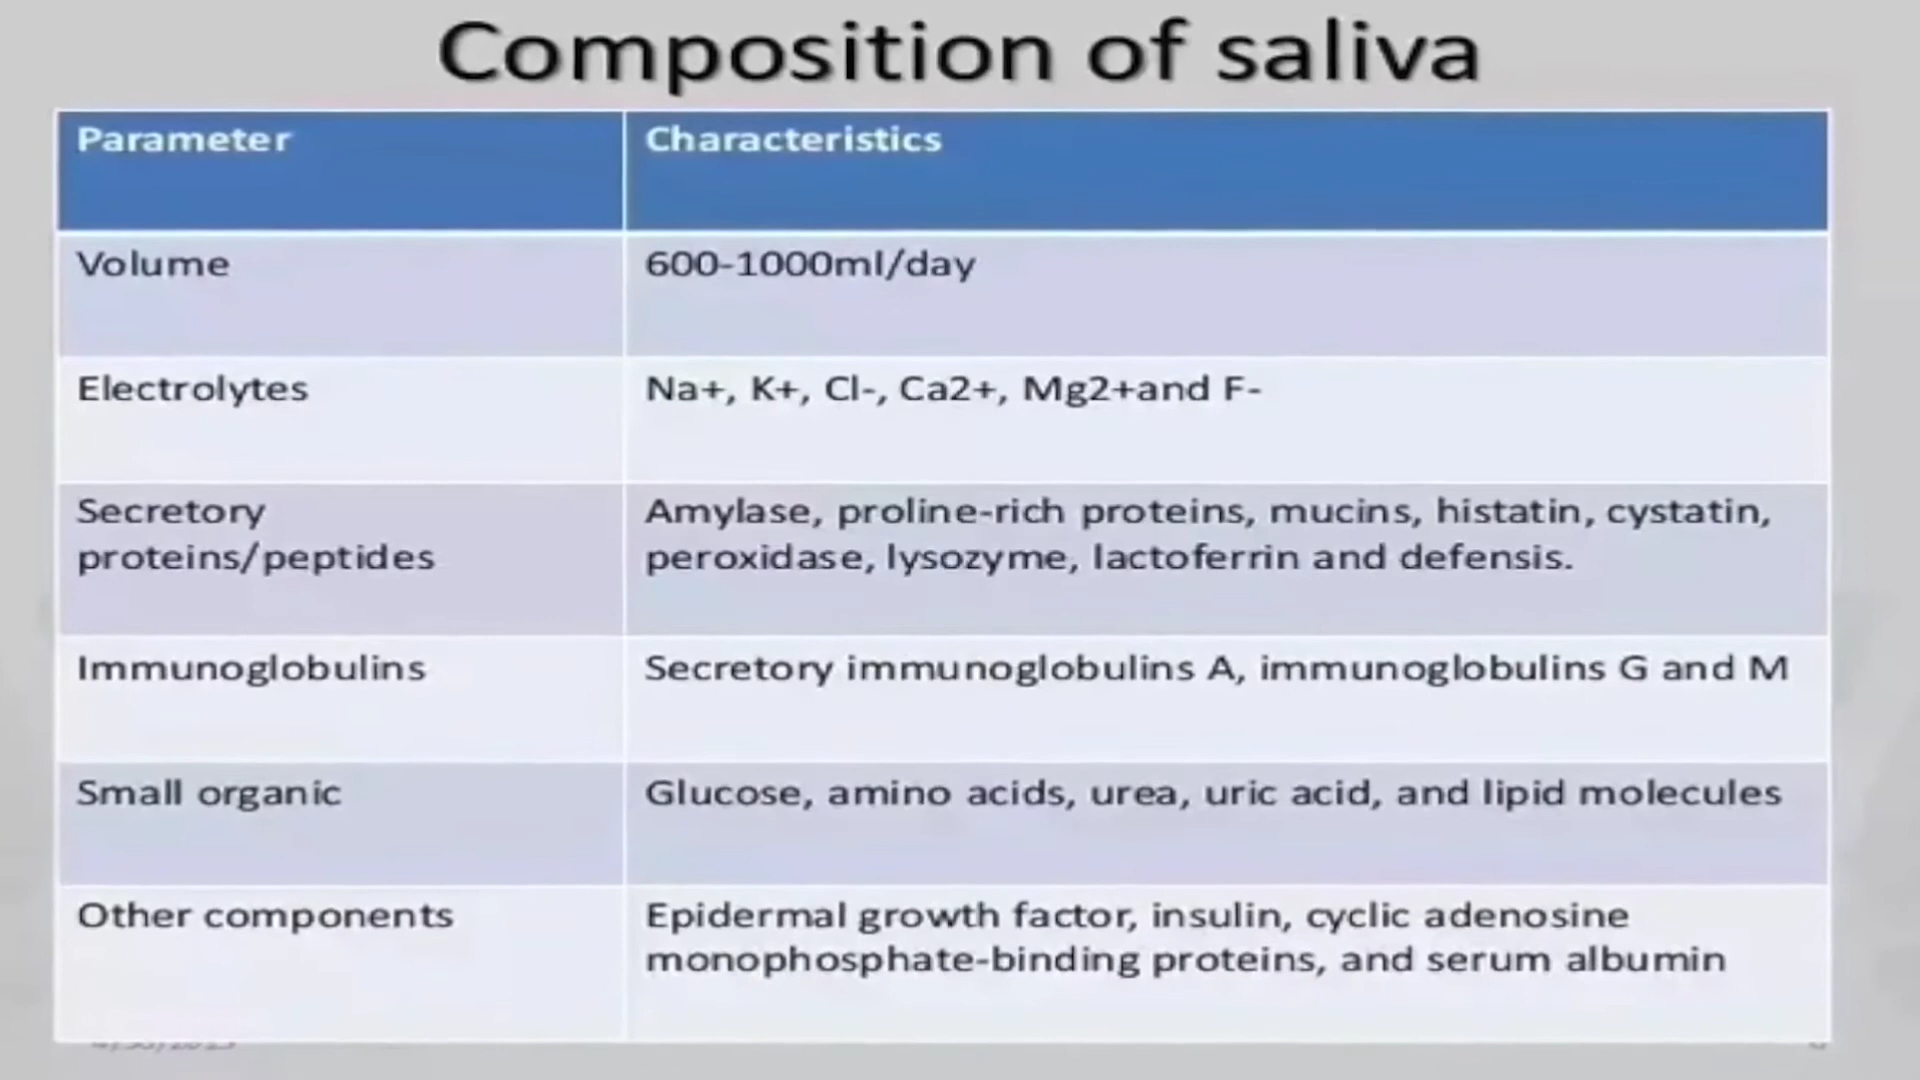 Composition of saliva
Parameter
Characteristics
Volume
600-1000ml/day
Electrolytes
Na+, K+, Cl-, Ca2+, Mg2+and F-
Secretory
proteins/peptides
Amylase, proline-rich proteins, mucins, histatin, cystatin,
peroxidase, lysozyme, lactoferrin and defensis.
Immunoglobulins
Secretory immunoglobulins A, immunoglobulins G and M
Small organic
Glucose, amino acids, urea, uric acid, and lipid molecules
Other components
Epidermal growth factor, insulin, cyclic adenosine
monophosphate-binding proteins, and serum albumin